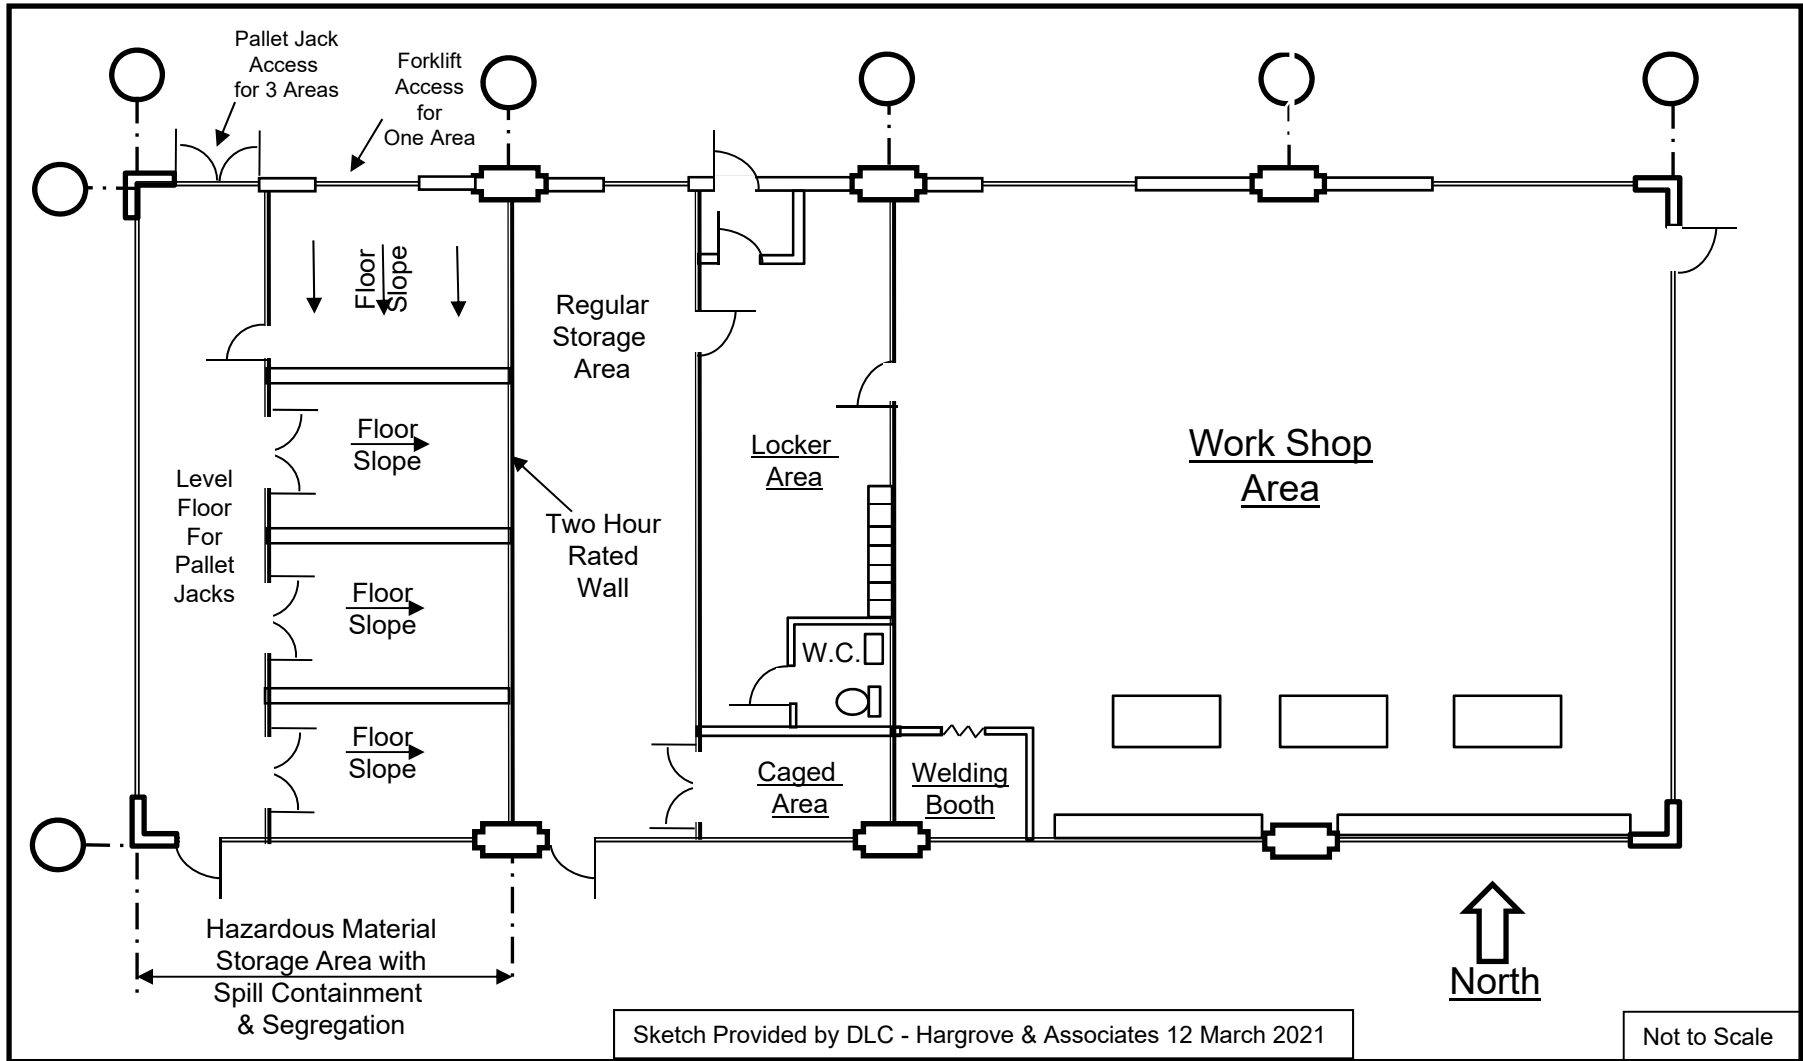 Pallet Jack
Access
for 3 Areas
Forklift
Access
for
One Area
Floor
Slope
Regular
Storage
Area
Floor
Slope
Locker
Area
Work Shop
Area
Level
Floor
For
Pallet
Jacks
Two Hour
Rated
Wall
Floor
Slope
W.C.
Floor
Slope
Caged
Area
Welding
Booth
Hazardous Material
Storage Area with
Spill Containment
& Segregation
North
Sketch Provided by DLC - Hargrove & Associates 12 March 2021
Not to Scale